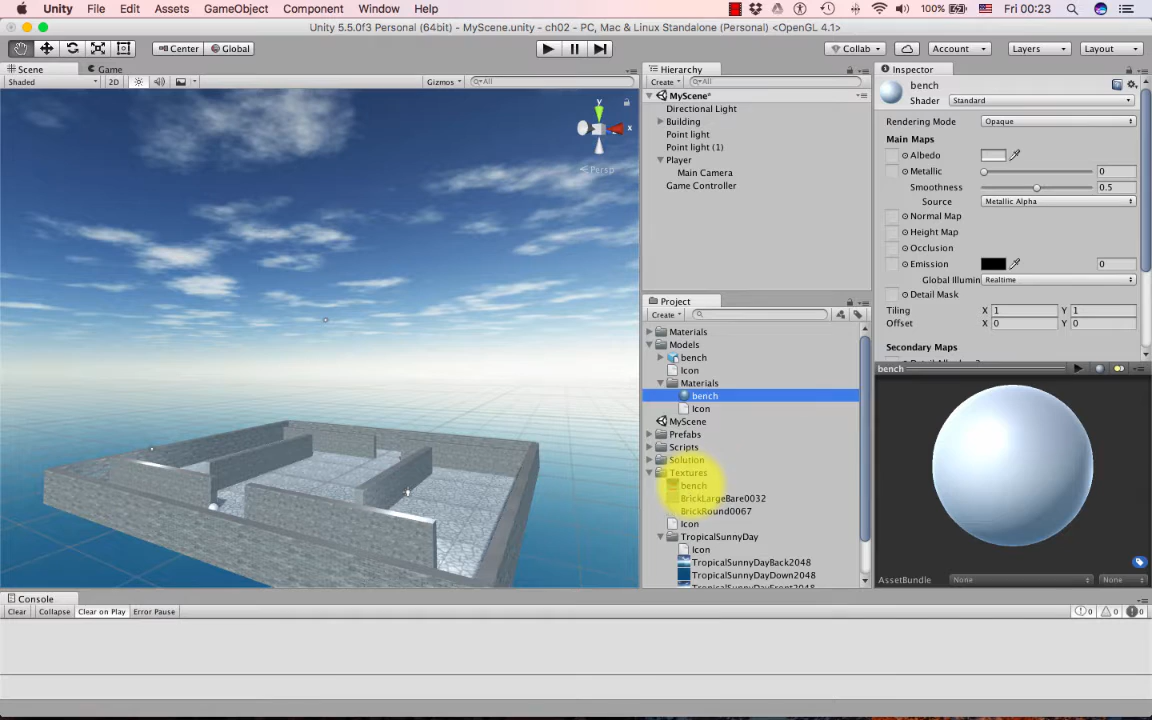 Unity File Edit Assets GameObject Component Window Help 100% Fri 00:23
Unity 5.5.0f3 Personal (64bit) - MyScene.unity - ch02 - PC, Mac & Linux Standalone (Personal) <OpenGL 4.1>
Center Global Collab Account Layers Layout
Scene Game
Shaded 2D Gizmos All
y
x
Persp
Hierarchy
Create All
MyScene*
Directional Light
Building
Point light
Point light (1)
Player
Main Camera
Game Controller
Project
Create
Materials
Models
bench
Icon
Materials
bench
Icon
MyScene
Prefabs
Scripts
Solution
Textures
bench
BrickLargeBare0032
BrickRound0067
Icon
TropicalSunnyDay
Icon
TropicalSunnyDayBack2048
TropicalSunnyDayDown2048
TropicalSunnyDayFront2048
Inspector
bench
Shader Standard
Rendering Mode Opaque
Main Maps
Albedo
Metallic 0
Smoothness 0.5
Source Metallic Alpha
Normal Map
Height Map
Occlusion
Emission 0
Global Illumin Realtime
Detail Mask
Tiling X 1 Y 1
Offset X 0 Y 0
Secondary Maps
bench
AssetBundle None None
Console
Clear Collapse Clear on Play Error Pause 0 0 0